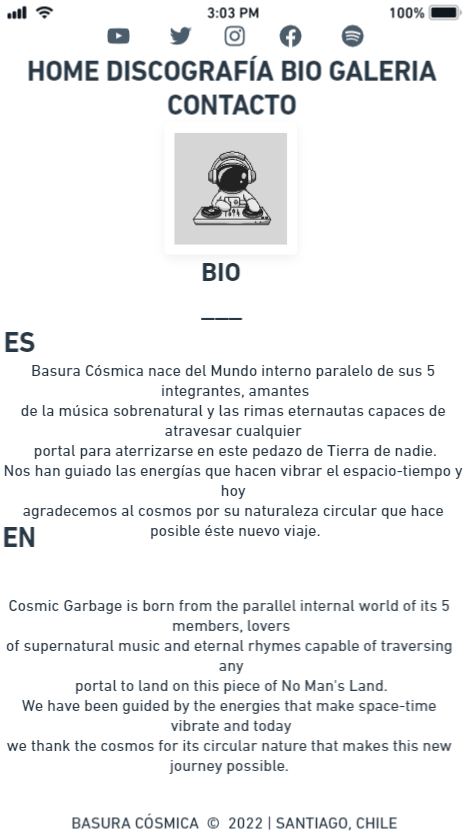 3:03 PM
100%
HOME DISCOGRAFÍA BIO GALERIA
CONTACTO
BIO
ES
Basura Cósmica nace del Mundo interno paralelo de sus 5
integrantes, amantes
de la música sobrenatural y las rimas eternautas capaces de
atravesar cualquier
portal para aterrizarse en este pedazo de Tierra de nadie.
Nos han guiado las energías que hacen vibrar el espacio-tiempo y
hoy
agradecemos al cosmos por su naturaleza circular que hace
posible éste nuevo viaje.
EN
Cosmic Garbage is born from the parallel internal world of its 5
members, lovers
of supernatural music and eternal rhymes capable of traversing
any
portal to land on this piece of No Man's Land.
We have been guided by the energies that make space-time
vibrate and today
we thank the cosmos for its circular nature that makes this new
journey possible.
BASURA CÓSMICA © 2022 | SANTIAGO, CHILE